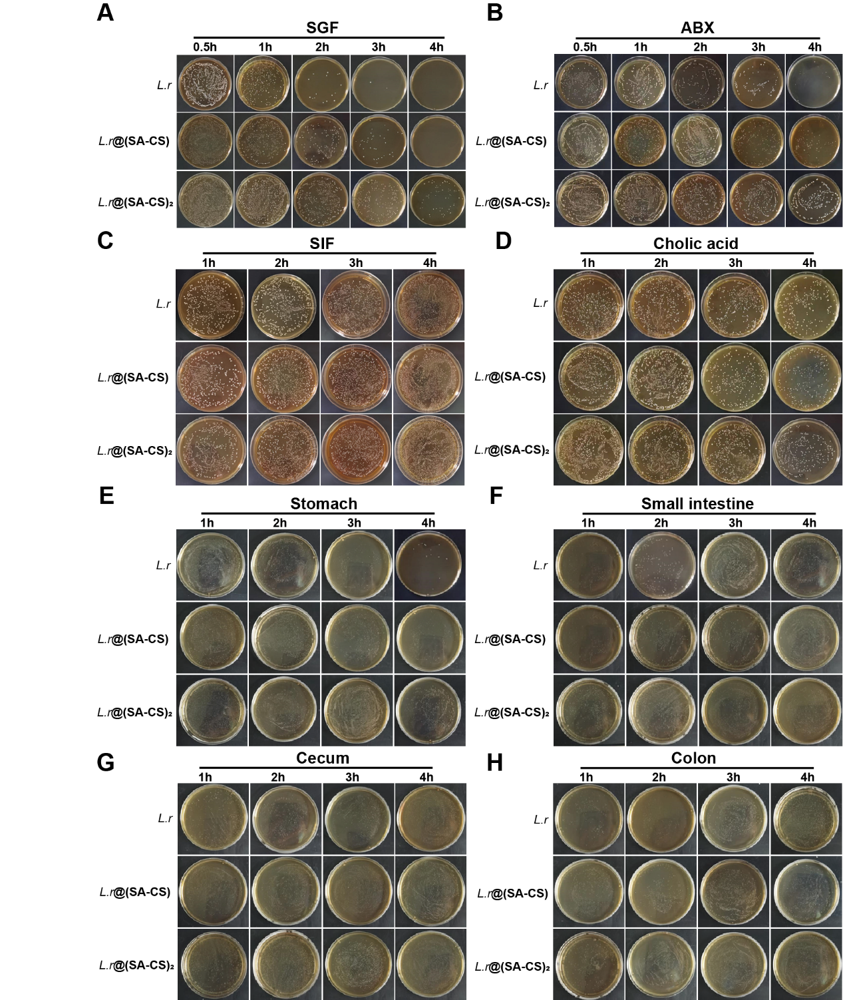 A
SGF
0.5h 1h 2h 3h 4h
L.r
L.r@(SA-CS)
L.r@(SA-CS)₂
B
ABX
0.5h 1h 2h 3h 4h
L.r
L.r@(SA-CS)
L.r@(SA-CS)₂
C
SIF
1h 2h 3h 4h
L.r
L.r@(SA-CS)
L.r@(SA-CS)₂
D
Cholic acid
1h 2h 3h 4h
L.r
L.r@(SA-CS)
L.r@(SA-CS)₂
E
Stomach
1h 2h 3h 4h
L.r
L.r@(SA-CS)
L.r@(SA-CS)₂
F
Small intestine
1h 2h 3h 4h
L.r
L.r@(SA-CS)
L.r@(SA-CS)₂
G
Cecum
1h 2h 3h 4h
L.r
L.r@(SA-CS)
L.r@(SA-CS)₂
H
Colon
1h 2h 3h 4h
L.r
L.r@(SA-CS)
L.r@(SA-CS)₂